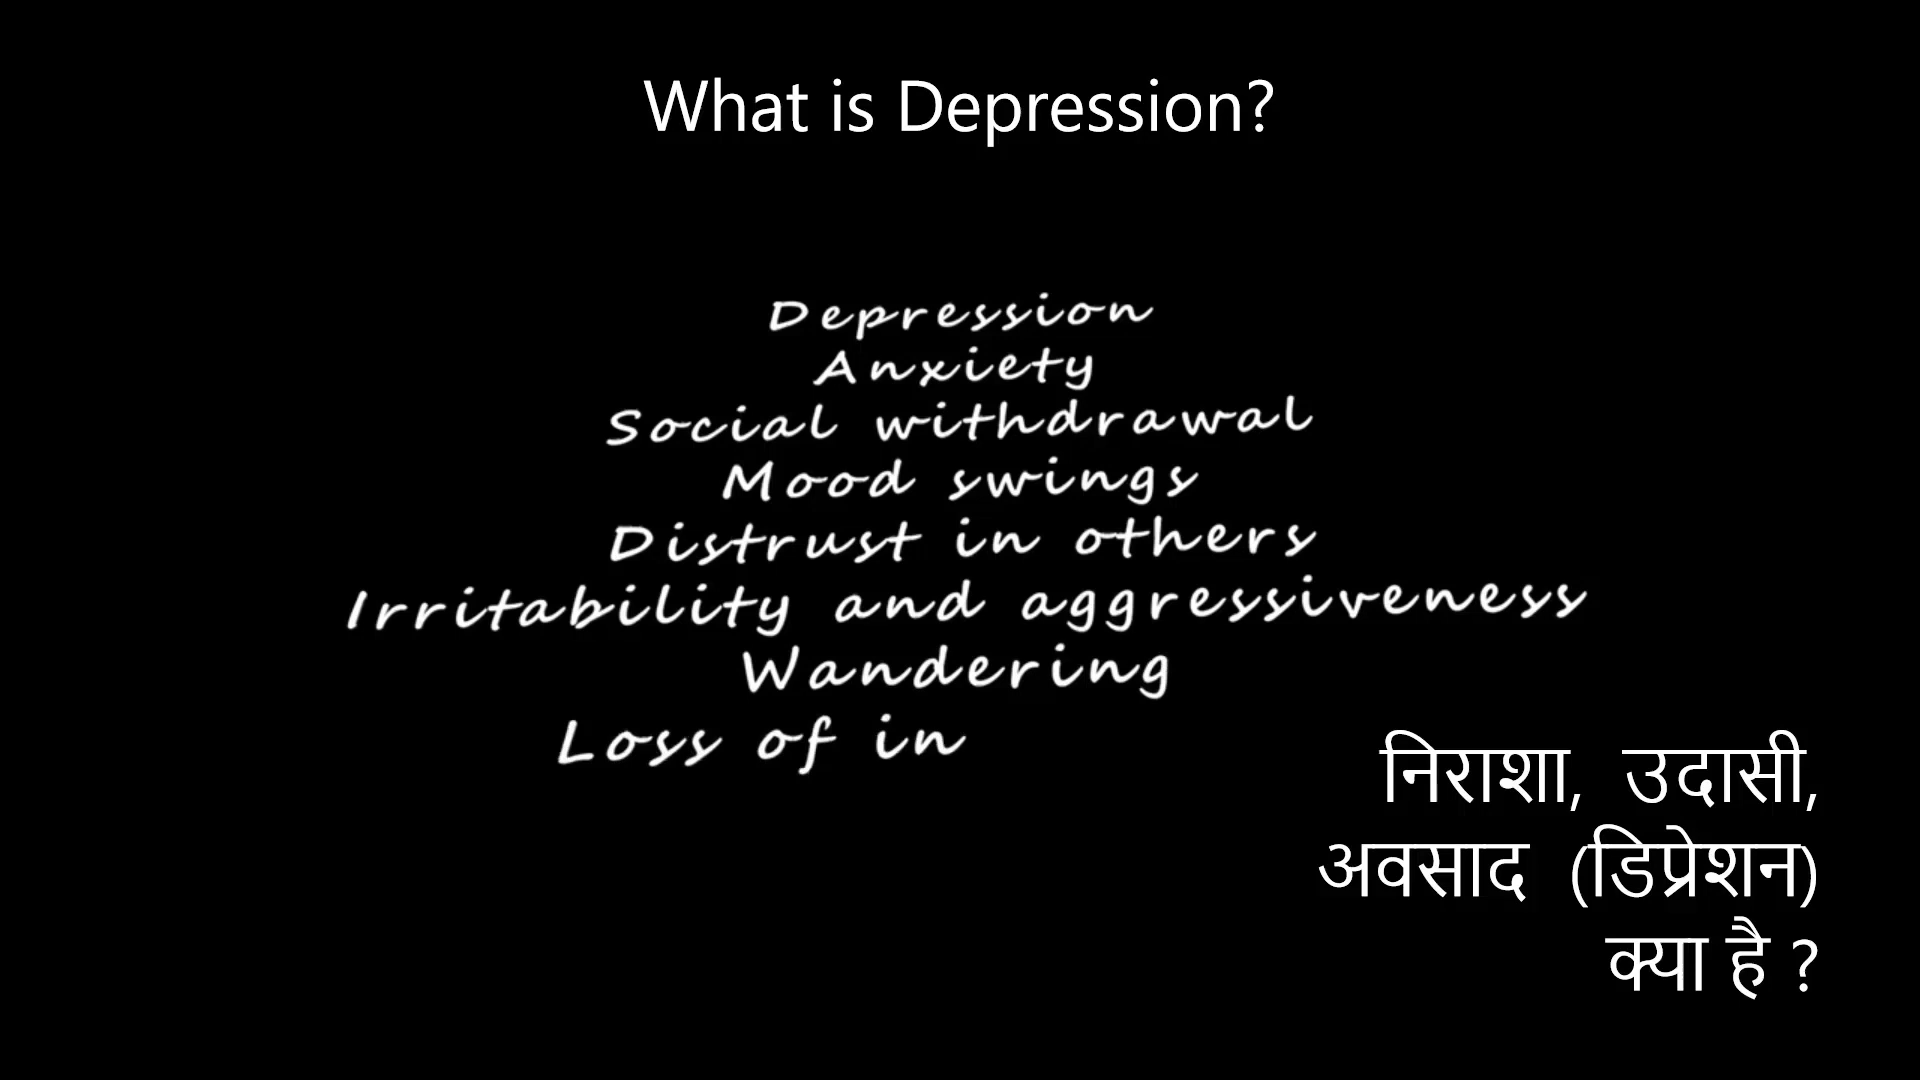 What is Depression?
Depression
Anxiety
Social withdrawal
Mood swings
Distrust in others
Irritability and aggressiveness
Wandering
Loss of in
निराशा, उदासी,
अवसाद (डिप्रेशन)
क्या है ?